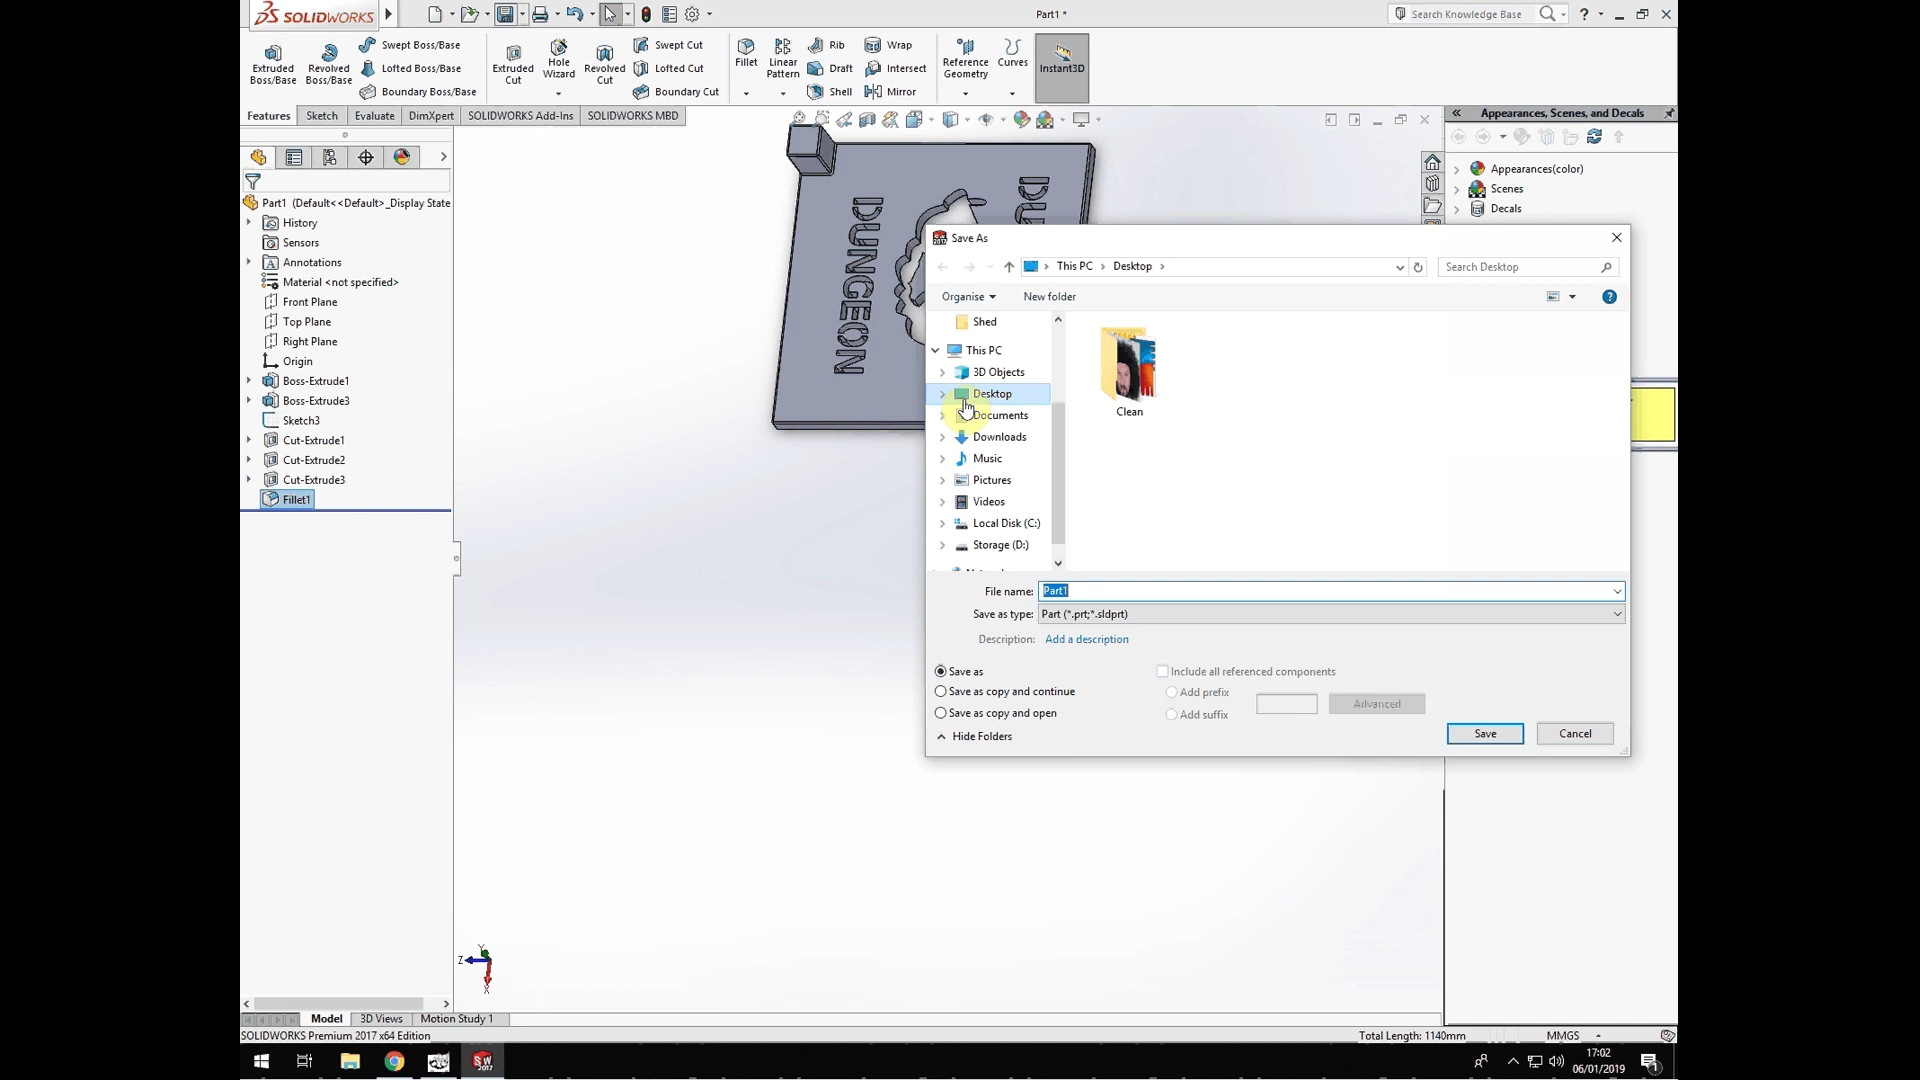 SOLIDWORKS
Part1 *
Search Knowledge Base
Extruded Boss/Base
Revolved Boss/Base
Swept Boss/Base
Lofted Boss/Base
Boundary Boss/Base
Extruded Cut
Hole Wizard
Revolved Cut
Swept Cut
Lofted Cut
Boundary Cut
Fillet
Linear Pattern
Rib
Draft
Shell
Wrap
Intersect
Mirror
Reference Geometry
Curves
Instant3D
Features
Sketch
Evaluate
DimXpert
SOLIDWORKS Add-Ins
SOLIDWORKS MBD
Appearances, Scenes, and Decals
Appearances(color)
Scenes
Decals
Part1 (Default<<Default>_Display State
History
Sensors
Annotations
Material <not specified>
Front Plane
Top Plane
Right Plane
Origin
Boss-Extrude1
Boss-Extrude3
Sketch3
Cut-Extrude1
Cut-Extrude2
Cut-Extrude3
Fillet1
DUNGEON
Save As
This PC
Desktop
Search Desktop
Organise
New folder
Shed
This PC
3D Objects
Desktop
Documents
Downloads
Music
Pictures
Videos
Local Disk (C:)
Storage (D:)
Clean
File name: Part1
Save as type: Part (*.prt;*.sldprt)
Description: Add a description
Save as
Save as copy and continue
Save as copy and open
Include all referenced components
Add prefix
Add suffix
Advanced
Hide Folders
Save
Cancel
Z
Y
X
Model
3D Views
Motion Study 1
SOLIDWORKS Premium 2017 x64 Edition
Total Length: 1140mm
MMGS
17:02
06/01/2019